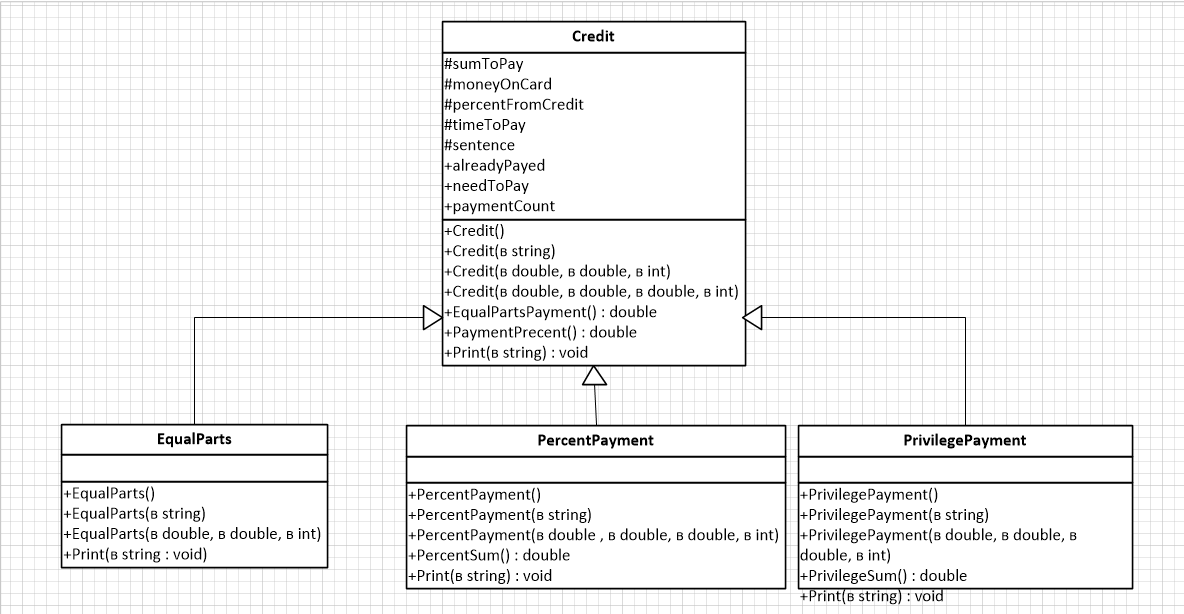 Credit
#sumToPay
#moneyOnCard
#percentFromCredit
#timeToPay
#sentence
+alreadyPayed
+needToPay
+paymentCount
+Credit()
+Credit(в string)
+Credit(в double, в double, в int)
+Credit(в double, в double, в double, в int)
+EqualPartsPayment() : double
+PaymentPrecent() : double
+Print(в string) : void
EqualParts
+EqualParts()
+EqualParts(в string)
+EqualParts(в double, в double, в int)
+Print(в string : void)
PercentPayment
+PercentPayment()
+PercentPayment(в string)
+PercentPayment(в double , в double, в double, в int)
+PercentSum() : double
+Print(в string) : void
PrivilegePayment
+PrivilegePayment()
+PrivilegePayment(в string)
+PrivilegePayment(в double, в double, в
double, в int)
+PrivilegeSum() : double
+Print(в string) : void